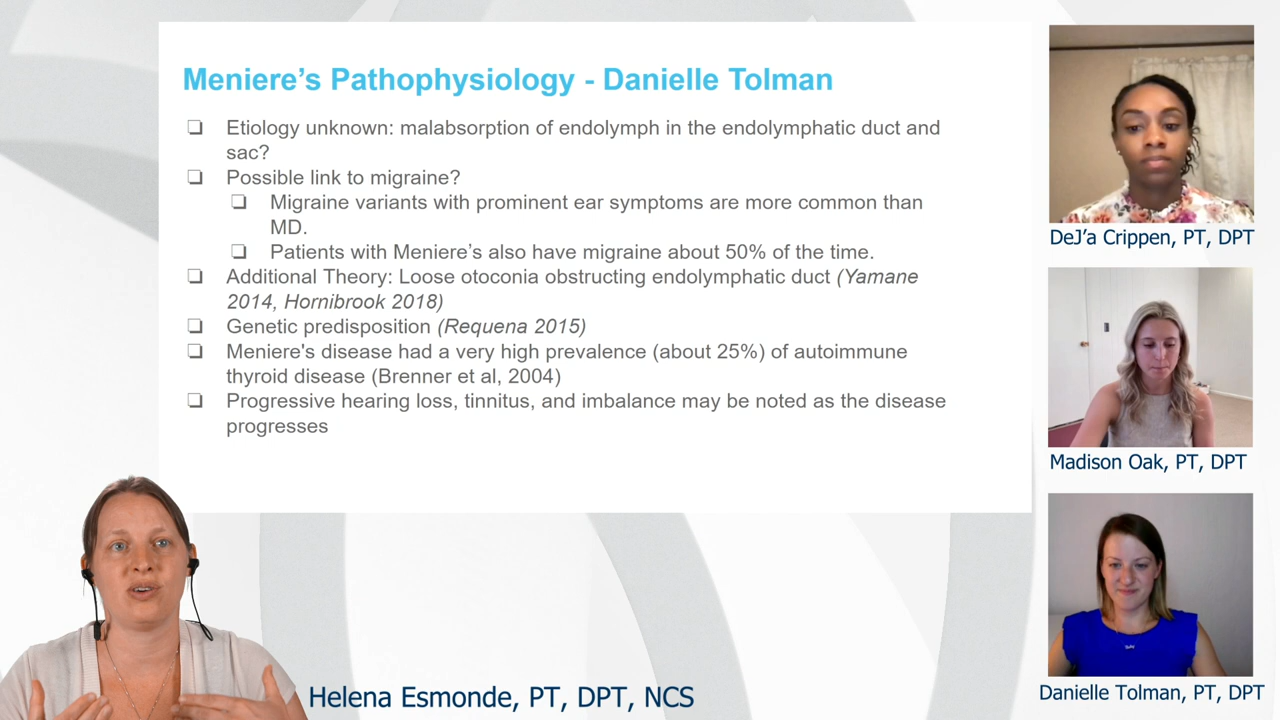 Meniere's Pathophysiology - Danielle Tolman
❏ Etiology unknown: malabsorption of endolymph in the endolymphatic duct and
sac?
❏ Possible link to migraine?
❏ Migraine variants with prominent ear symptoms are more common than
MD.
❏ Patients with Meniere's also have migraine about 50% of the time.
❏ Additional Theory: Loose otoconia obstructing endolymphatic duct (Yamane
2014, Hornibrook 2018)
❏ Genetic predisposition (Requena 2015)
❏ Meniere's disease had a very high prevalence (about 25%) of autoimmune
thyroid disease (Brenner et al, 2004)
❏ Progressive hearing loss, tinnitus, and imbalance may be noted as the disease
progresses
DeJ'a Crippen, PT, DPT
Madison Oak, PT, DPT
Danielle Tolman, PT, DPT
Helena Esmonde, PT, DPT, NCS